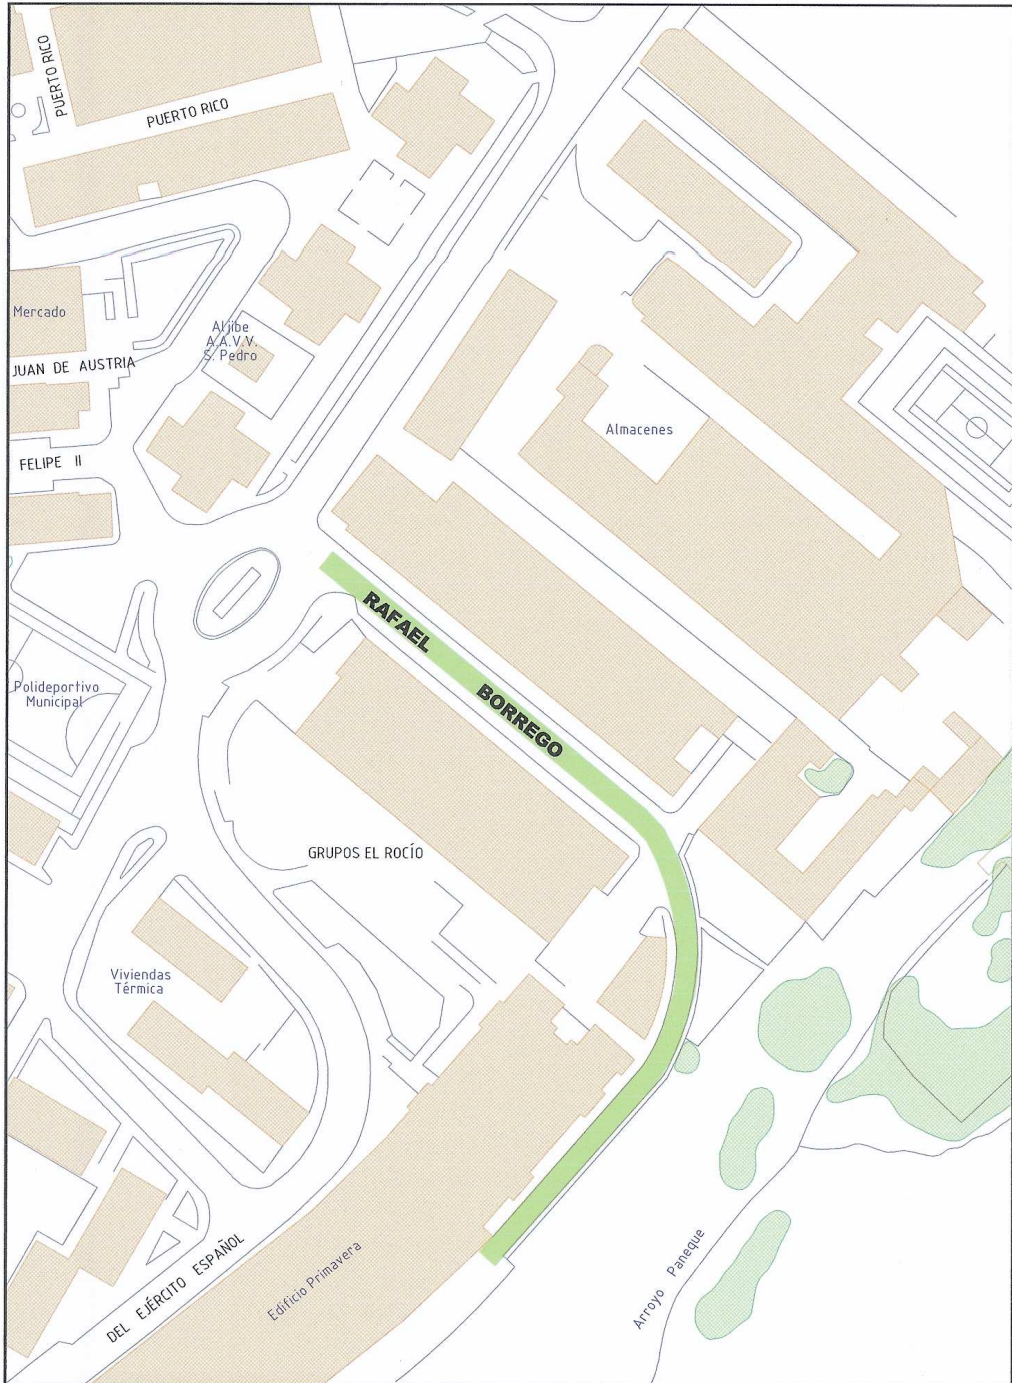 PUERTO RICO
PUERTO RICO
Mercado
Aljibe
A.A.V.V.
S. Pedro
JUAN DE AUSTRIA
Almacenes
FELIPE II
RAFAEL BORREGO
Polideportivo
Municipal
GRUPOS EL ROCÍO
Viviendas
Térmica
DEL EJÉRCITO ESPAÑOL
Edificio Primavera
Arroyo Paneque